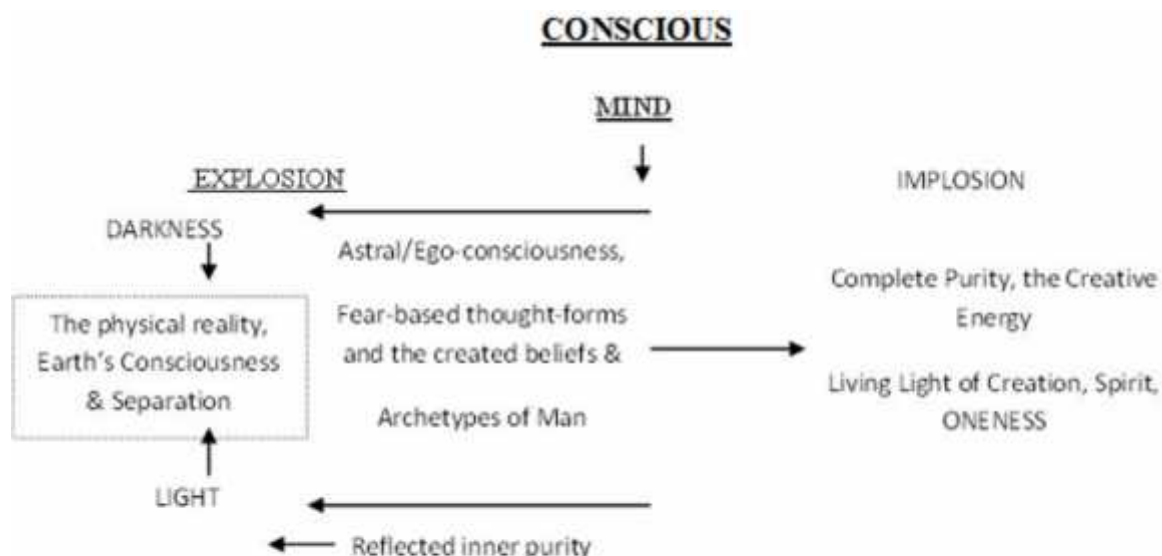 CONSCIOUS
MIND
EXPLOSION
IMPLOSION
DARKNESS
Astral/Ego-consciousness,
Complete Purity, the Creative
Energy
The physical reality,
Earth's Consciousness
& Separation
Fear-based thought-forms
and the created beliefs &
Living Light of Creation, Spirit,
ONENESS
Archetypes of Man
LIGHT
Reflected inner purity